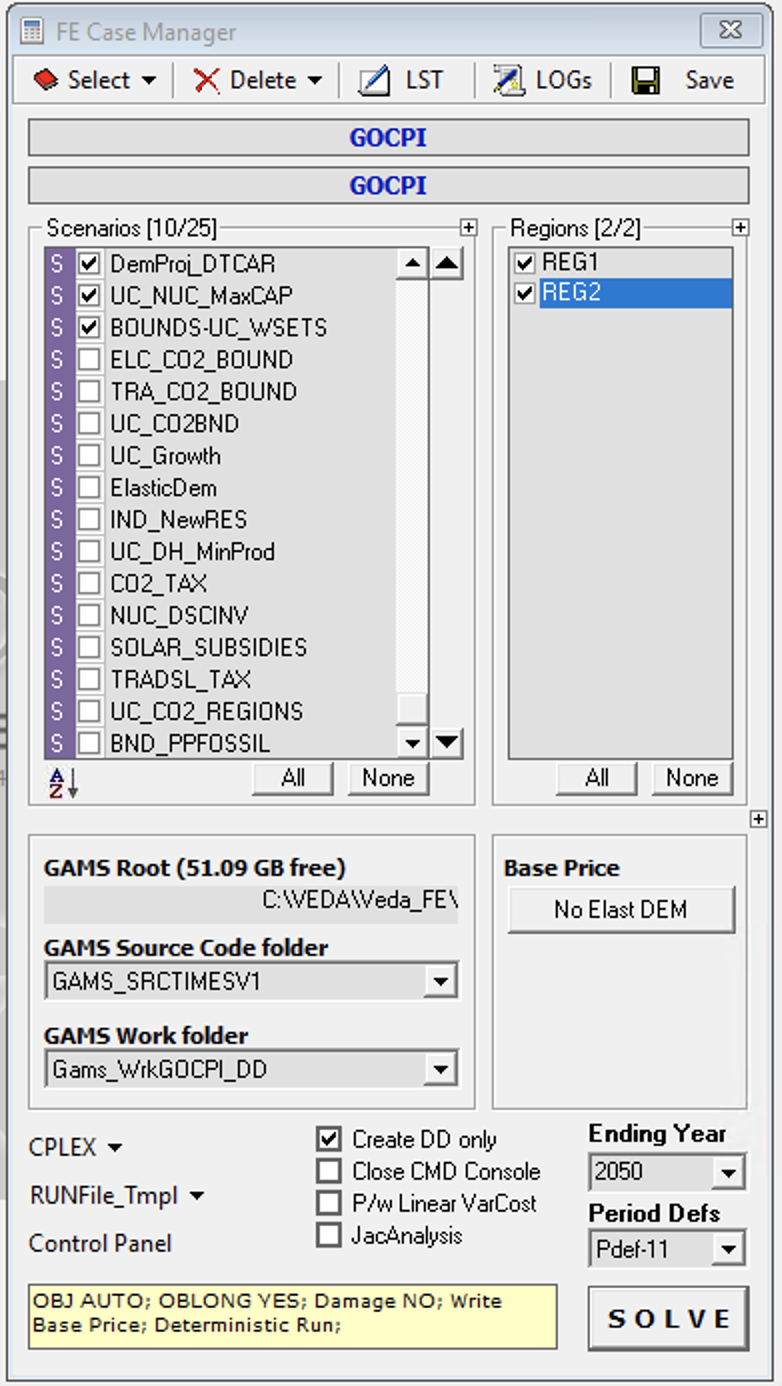 FE Case Manager
Select Delete LST LOGs Save
GOCPI
GOCPI
Scenarios [10/25]
S DemProj_DTCAR
S UC_NUC_MaxCAP
S BOUNDS-UC_WSETS
S ELC_CO2_BOUND
S TRA_CO2_BOUND
S UC_CO2BND
S UC_Growth
S ElasticDem
S IND_NewRES
S UC_DH_MinProd
S CO2_TAX
S NUC_DSCINV
S SOLAR_SUBSIDIES
S TRADSL_TAX
S UC_CO2_REGIONS
S BND_PPFOSSIL
A
Z
All None
Regions [2/2]
REG1
REG2
All None
GAMS Root (51.09 GB free)
C:\VEDA\Veda_FE\
GAMS Source Code folder
GAMS_SRCTIMESV1
GAMS Work folder
Gams_WrkGOCPI_DD
Base Price
No Elast DEM
CPLEX
RUNFile_Tmpl
Control Panel
Create DD only
Close CMD Console
P/w Linear VarCost
JacAnalysis
Ending Year
2050
Period Defs
Pdef-11
OBJ AUTO; OBLONG YES; Damage NO; Write
Base Price; Deterministic Run;
SOLVE